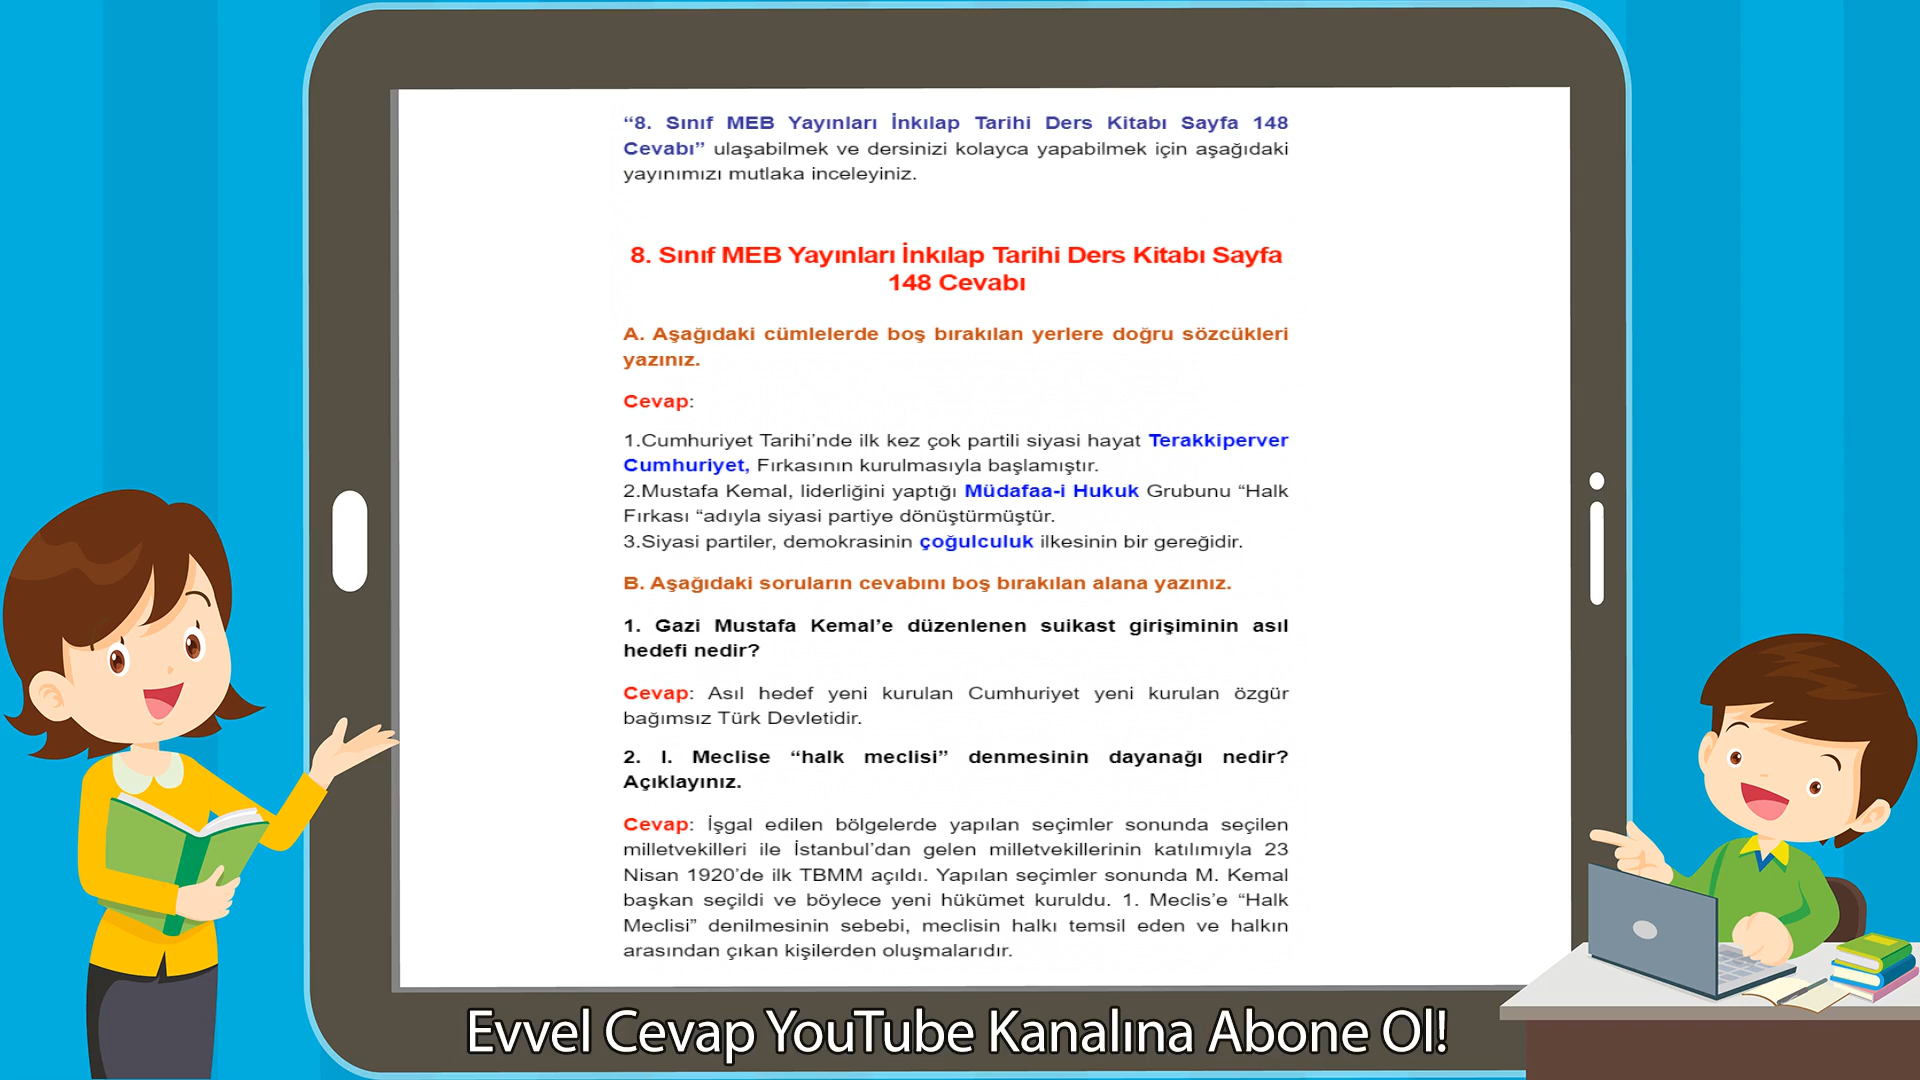 “8. Sınıf MEB Yayınları İnkılap Tarihi Ders Kitabı Sayfa 148
Cevabı” ulaşabilmek ve dersinizi kolayca yapabilmek için aşağıdaki
yayınımızı mutlaka inceleyiniz.
8. Sınıf MEB Yayınları İnkılap Tarihi Ders Kitabı Sayfa
148 Cevabı
A. Aşağıdaki cümlelerde boş bırakılan yerlere doğru sözcükleri
yazınız.
Cevap:
1.Cumhuriyet Tarihi’nde ilk kez çok partili siyasi hayat Terakkiperver
Cumhuriyet, Fırkasının kurulmasıyla başlamıştır.
2.Mustafa Kemal, liderliğini yaptığı Müdafaa-i Hukuk Grubunu “Halk
Fırkası “adıyla siyasi partiye dönüştürmüştür.
3.Siyasi partiler, demokrasinin çoğulculuk ilkesinin bir gereğidir.
B. Aşağıdaki soruların cevabını boş bırakılan alana yazınız.
1. Gazi Mustafa Kemal’e düzenlenen suikast girişiminin asıl
hedefi nedir?
Cevap: Asıl hedef yeni kurulan Cumhuriyet yeni kurulan özgür
bağımsız Türk Devletidir.
2. I. Meclise “halk meclisi” denmesinin dayanağı nedir?
Açıklayınız.
Cevap: İşgal edilen bölgelerde yapılan seçimler sonunda seçilen
milletvekilleri ile İstanbul’dan gelen milletvekillerinin katılımıyla 23
Nisan 1920’de ilk TBMM açıldı. Yapılan seçimler sonunda M. Kemal
başkan seçildi ve böylece yeni hükümet kuruldu. 1. Meclis’e “Halk
Meclisi” denilmesinin sebebi, meclisin halkı temsil eden ve halkın
arasından çıkan kişilerden oluşmalarıdır.
Evvel Cevap YouTube Kanalına Abone Ol!